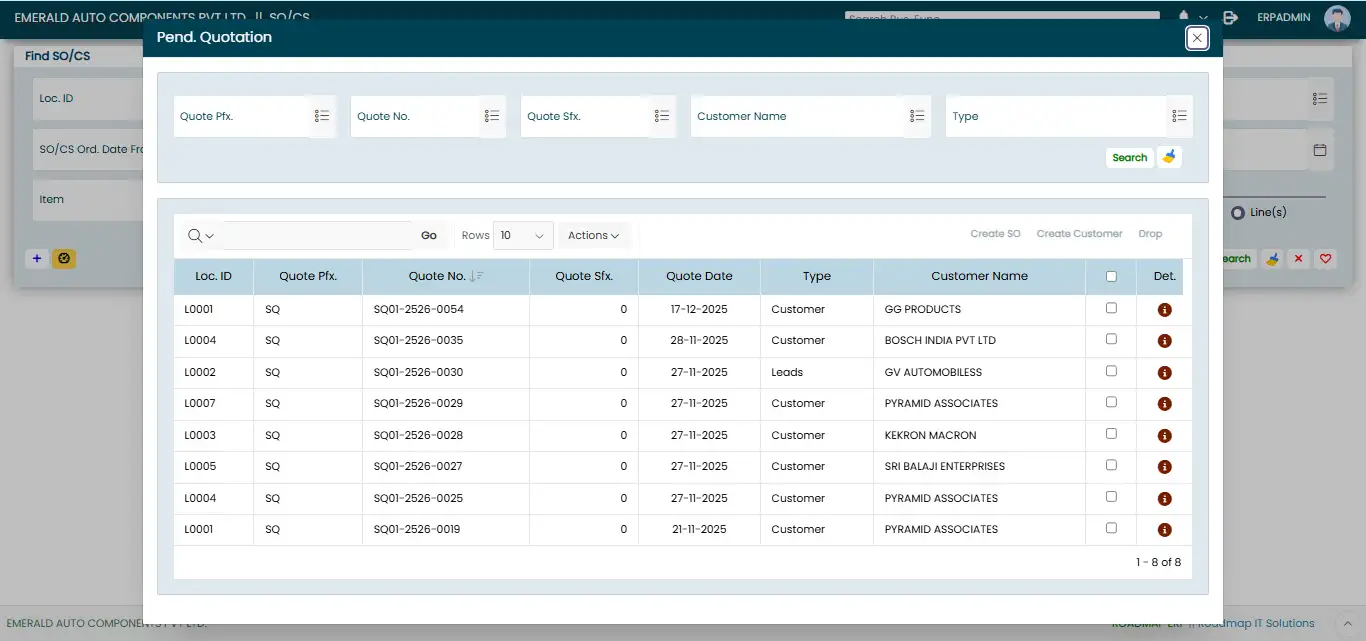 EMERALD AUTO COMPONENTS PVT LTD || SO/CS
ERPADMIN
Pend. Quotation
Find SO/CS
Loc. ID
SO/CS Ord. Date
Item
Quote Pfx.
Quote No.
Quote Sfx.
Customer Name
Type
Search
Line(s)
Go
Rows
10
Actions
Create SO
Create Customer
Drop
Loc. ID Quote Pfx. Quote No. Quote Sfx. Quote Date Type Customer Name Det.
L0001 SQ SQ01-2526-0054 0 17-12-2025 Customer GG PRODUCTS
L0004 SQ SQ01-2526-0035 0 28-11-2025 Customer BOSCH INDIA PVT LTD
L0002 SQ SQ01-2526-0030 0 27-11-2025 Leads GV AUTOMOBILESS
L0007 SQ SQ01-2526-0029 0 27-11-2025 Customer PYRAMID ASSOCIATES
L0003 SQ SQ01-2526-0028 0 27-11-2025 Customer KEKRON MACRON
L0005 SQ SQ01-2526-0027 0 27-11-2025 Customer SRI BALAJI ENTERPRISES
L0004 SQ SQ01-2526-0025 0 27-11-2025 Customer PYRAMID ASSOCIATES
L0001 SQ SQ01-2526-0019 0 21-11-2025 Customer PYRAMID ASSOCIATES
1 - 8 of 8
EMERALD AUTO
Roadmap IT Solutions